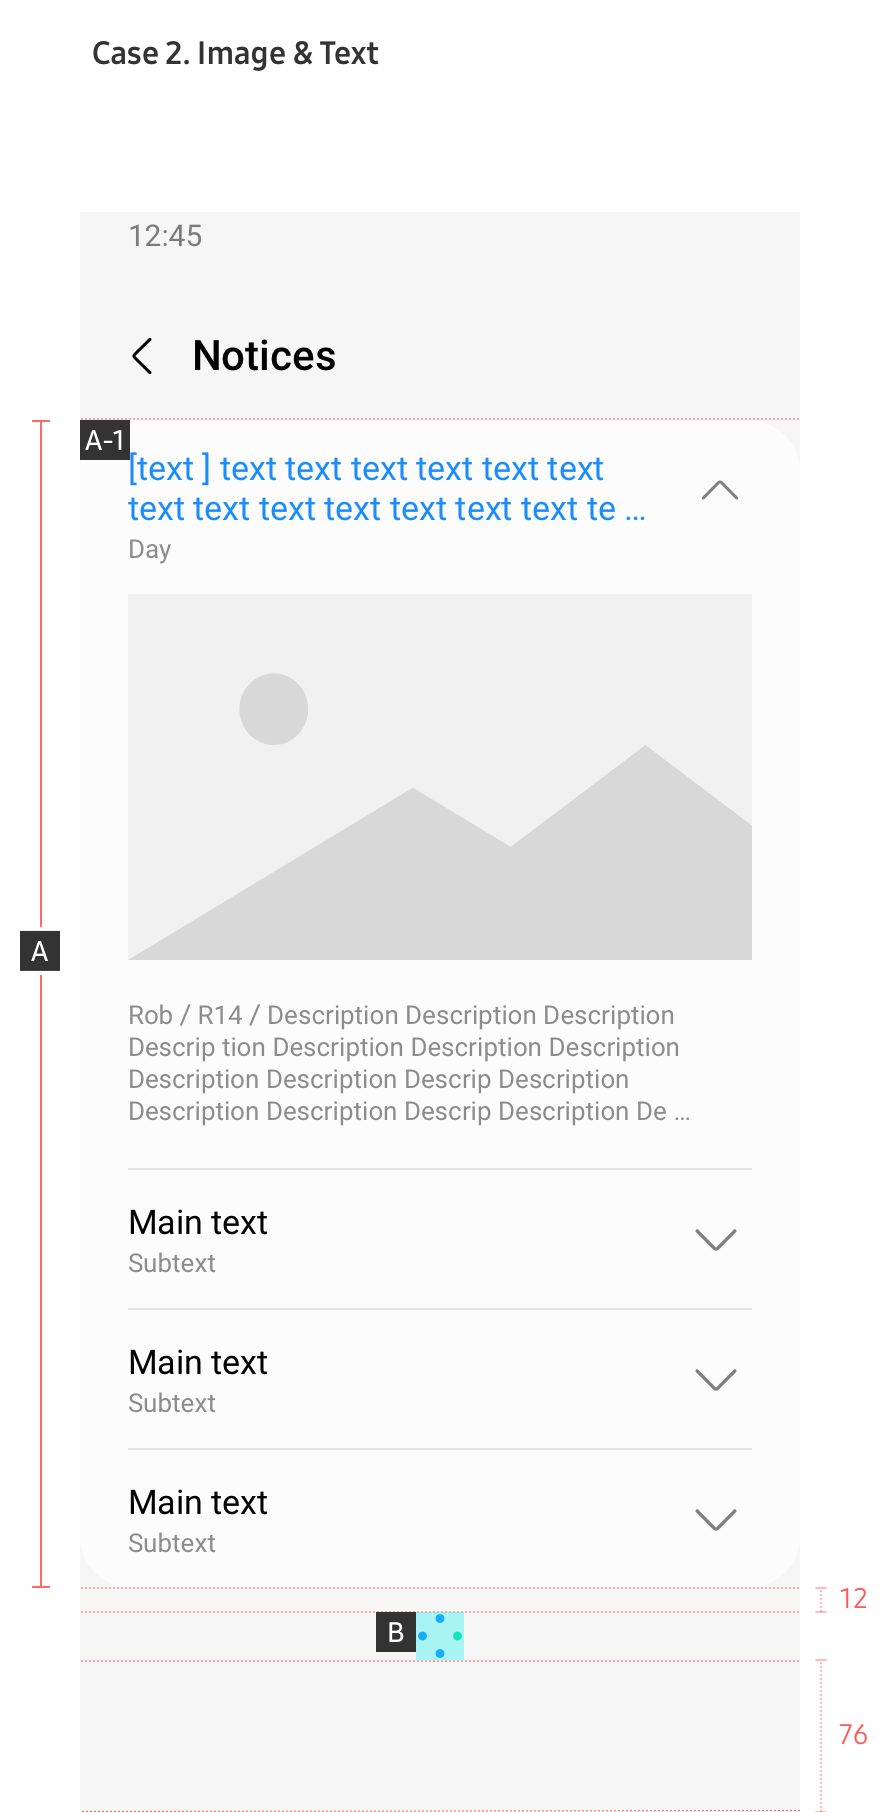 Case 2. Image & Text
12:45
Notices
A-1
[text ] text text text text text text
text text text text text text text te ...
Day
A
Rob / R14 / Description Description Description
Descrip tion Description Description Description
Description Description Descrip Description
Description Description Descrip Description De ...
Main text
Subtext
Main text
Subtext
Main text
Subtext
12
B
76